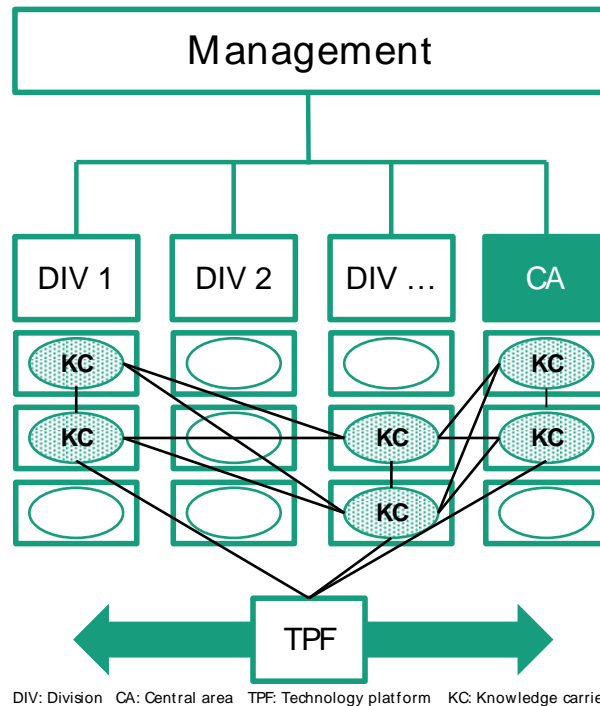 Management
DIV 1 DIV 2 DIV ... CA
KC KC
KC KC KC
KC
TPF
DIV: Division CA: Central area TPF: Technology platform KC: Knowledge carrie